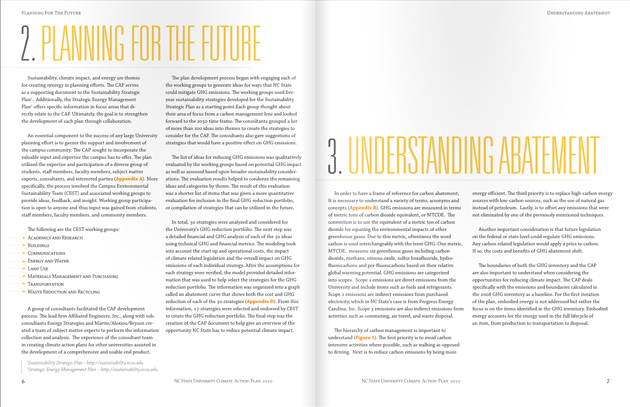 Planning For The Future
2. PLANNING FOR THE FUTURE
Sustainability, climate impact, and energy are themes
for creating synergy in planning efforts. The CAP serves
as a supporting document to the Sustainability Strategic
Plan¹. Additionally, the Strategic Energy Management
Plan² offers specific information in focus areas that di-
rectly relate to the CAP. Ultimately, the goal is to strengthen
the development of each plan through collaboration.
An essential component to the success of any large University
planning effort is to garner the support and involvement of
the campus community. The CAP sought to incorporate the
valuable input and expertise the campus has to offer. The plan
utilized the expertise and participation of a diverse group of
students, staff members, faculty members, subject matter
experts, consultants, and interested parties (Appendix A). More
specifically, the process involved the Campus Environmental
Sustainability Team (CEST) and associated working groups to
provide ideas, feedback, and insight. Working group participa-
tion is open to anyone and thus input was gained from students,
staff members, faculty members, and community members.
The following are the CEST working groups:
Academics and Research
Buildings
Communications
Energy and Water
Land Use
Materials Management and Purchasing
Transportation
Waste Reduction and Recycling
A group of consultants facilitated the CAP development
process. The lead firm Affiliated Engineers, Inc., along with sub-
consultants Energy Strategies and Martin/Alexiou/Bryson cre-
ated a team of subject matter experts to perform the information
collection and analysis. The experience of the consultant team
in creating climate action plans for other universities assisted in
the development of a comprehensive and usable end product.
¹Sustainability Strategic Plan - http://sustainability.ncsu.edu
²Strategic Energy Management Plan - http://sustainability.ncsu.edu
The plan development process began with engaging each of
the working groups to generate ideas for ways that NC State
could mitigate GHG emissions. The working groups used five-
year sustainability strategies developed for the Sustainability
Strategic Plan as a starting point. Each group thought about
their area of focus from a carbon management lens and looked
forward to the 2050 time frame. The consultants grouped a list
of more than 200 ideas into themes to create the strategies to
consider for the CAP. The consultants also gave suggestions of
strategies that would have a positive effect on GHG emissions.
The list of ideas for reducing GHG emissions was qualitatively
evaluated by the working groups based on potential GHG impact
as well as assessed based upon broader sustainability consider-
ations. The evaluation results helped to condense the remaining
ideas and categories by theme. The result of this evaluation
was a shorter list of items that was given a more quantitative
evaluation for inclusion in the final GHG reduction portfolio,
or compilation of strategies that can be utilized in the future.
In total, 30 strategies were analyzed and considered for
the University's GHG reduction portfolio. The next step was
a detailed financial and GHG analysis of each of the 30 ideas
using technical GHG and financial metrics. The modeling took
into account the start up and operational costs, the impact
of climate related legislation and the overall impact on GHG
emissions of each individual strategy. After the assumptions for
each strategy were verified, the model provided detailed infor-
mation that was used to help select the strategies for the GHG
reduction portfolio. The information was organized into a graph
called an abatement curve that shows both the cost and GHG
reduction of each of the 30 strategies (Appendix D). From this
information, 17 strategies were selected and endorsed by CEST
to create the GHG reduction portfolio. The final step was the
creation of the CAP document to help give an overview of the
opportunity NC State has to reduce potential climate impact.
6
NC State University Climate Action Plan 2010
Understanding Abatement
3. UNDERSTANDING ABATEMENT
In order to have a frame of reference for carbon abatement,
It is necessary to understand a variety of terms, acronyms and
concepts (Appendix B). GHG emissions are measured in terms
of metric tons of carbon dioxide equivalent, or MTCDE. The
convention is to use the equivalent of a metric ton of carbon
dioxide for equating the environmental impacts of other
greenhouse gases. Due to this metric, oftentimes the word
carbon is used interchangeably with the term GHG. One metric,
MTCDE, measures six greenhouse gasses including carbon
dioxide, methane, nitrous oxide, sulfur hexafluoride, hydro-
fluorocarbons and per-fluorocarbons based on their relative
global warming potential. GHG emissions are categorized
into scopes. Scope 1 emissions are direct emissions from the
University and include items such as fuels and refrigerants.
Scope 2 emissions are indirect emissions from purchased
electricity, which in NC State's case is from Progress Energy
Carolina, Inc. Scope 3 emissions are also indirect emissions from
activities such as commuting, air travel, and waste disposal.
The hierarchy of carbon management is important to
understand (Figure 1). The first priority is to avoid carbon
intensive activities where possible, such as walking as opposed
to driving. Next is to reduce carbon emissions by being more
energy efficient. The third priority is to replace high-carbon energy
sources with low-carbon sources, such as the use of natural gas
instead of petroleum. Lastly, is to offset any emissions that were
not eliminated by one of the previously mentioned techniques.
Another important consideration is that future legislation
on the federal or state level could regulate GHG emissions.
Any carbon related legislation would apply a price to carbon.
If so, the costs and benefits of GHG abatement shift.
The boundaries of both the GHG inventory and the CAP
are also important to understand when considering the
opportunities for reducing climate impact. The CAP deals
specifically with the emissions and boundaries calculated in
the 2008 GHG inventory as a baseline. For the first iteration
of the plan, embodied energy is not addressed but rather the
focus is on the items identified in the GHG inventory. Embodied
energy accounts for the energy used in the full lifecycle of
an item, from production to transportation to disposal.
NC State University Climate Action Plan 2010
7